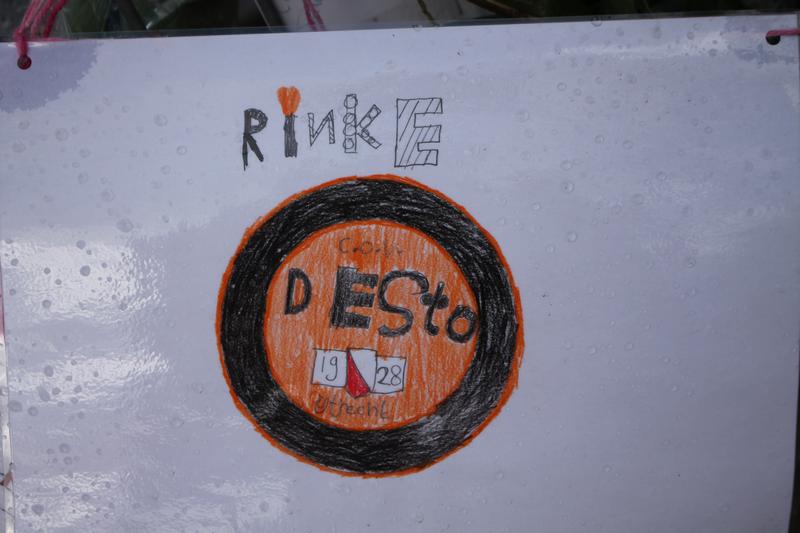 RiNKE
C.O.V.V.
DESto
19 28
Utrecht